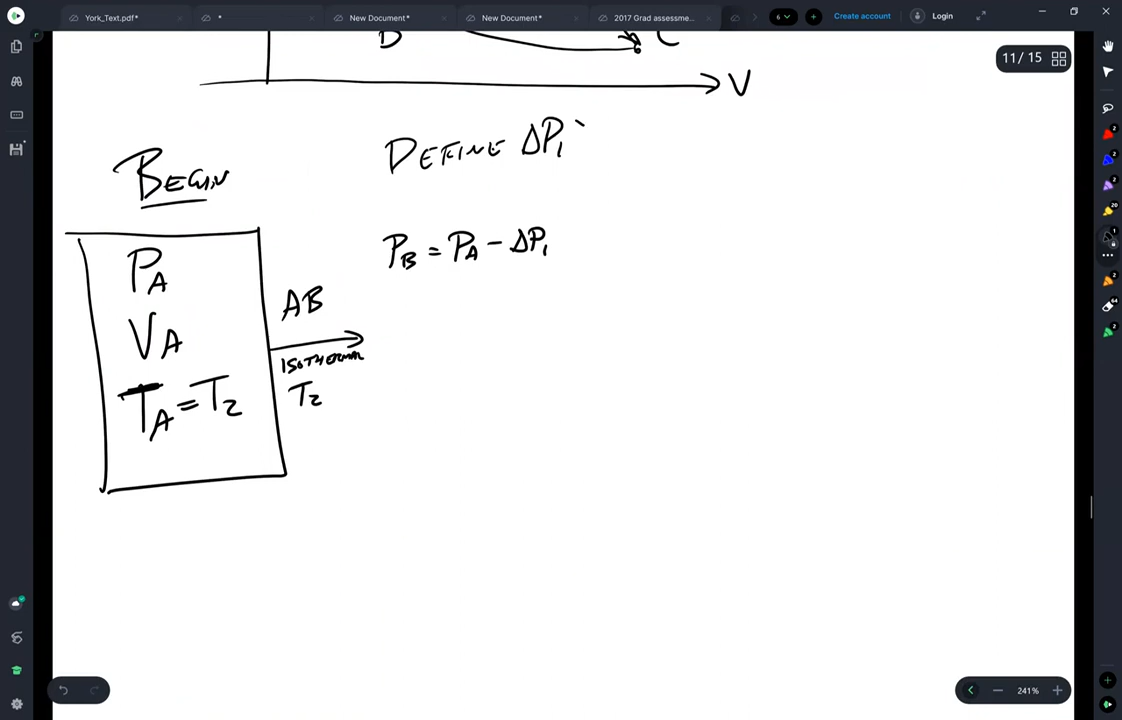 York_Text.pdf*
*
New Document*
New Document*
2017 Grad assessme...
6
Create account
Login
11 / 15
C
V
DEFINE ΔP₁
BEGIN
P_B = P_A - ΔP₁
P_A
V_A
T_A = T₂
AB
ISOTHERMAL
T₂
241%